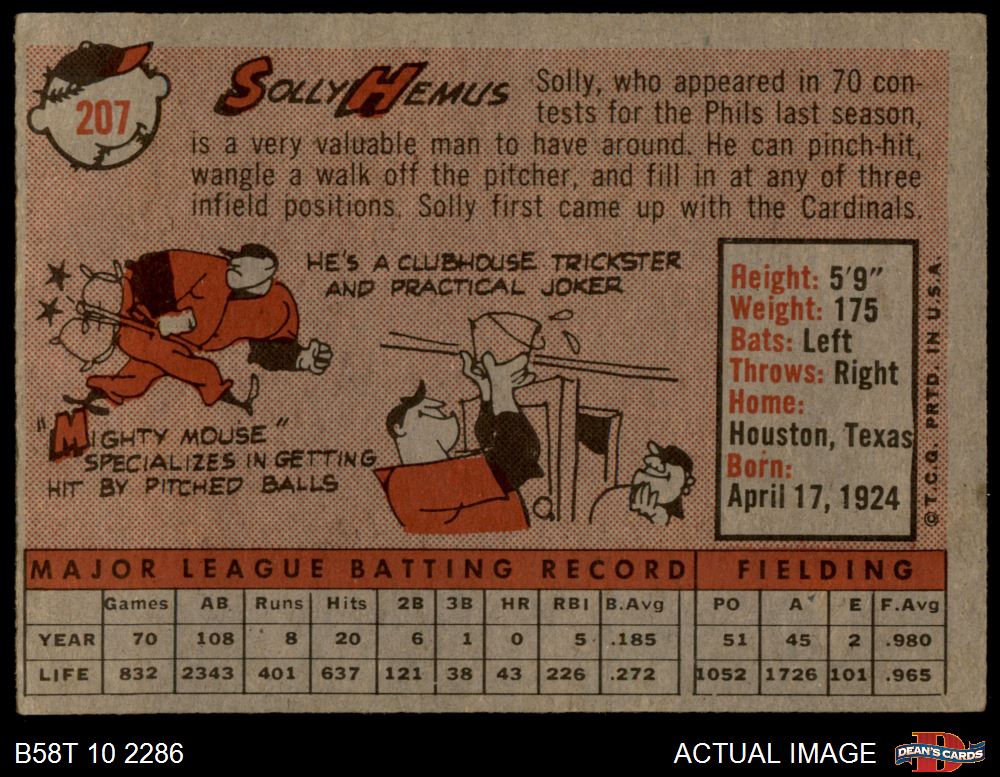 207
SOLLY HEMUS
Solly, who appeared in 70 con-
tests for the Phils last season,
is a very valuable man to have around. He can pinch-hit,
wangle a walk off the pitcher, and fill in at any of three
infield positions. Solly first came up with the Cardinals.
HE'S A CLUBHOUSE TRICKSTER
AND PRACTICAL JOKER
"MIGHTY MOUSE"
SPECIALIZES IN GETTING
HIT BY PITCHED BALLS
Height: 5'9"
Weight: 175
Bats: Left
Throws: Right
Home:
Houston, Texas
Born:
April 17, 1924
© T.C.G. PRTD. IN U.S.A.
MAJOR LEAGUE BATTING RECORD FIELDING
Games AB Runs Hits 2B 3B HR RBI B.Avg PO A E F.Avg
YEAR 70 108 8 20 6 1 0 5 .185 51 45 2 .980
LIFE 832 2343 401 637 121 38 43 226 .272 1052 1726 101 .965
B58T 10 2286
ACTUAL IMAGE
DEAN'S CARDS